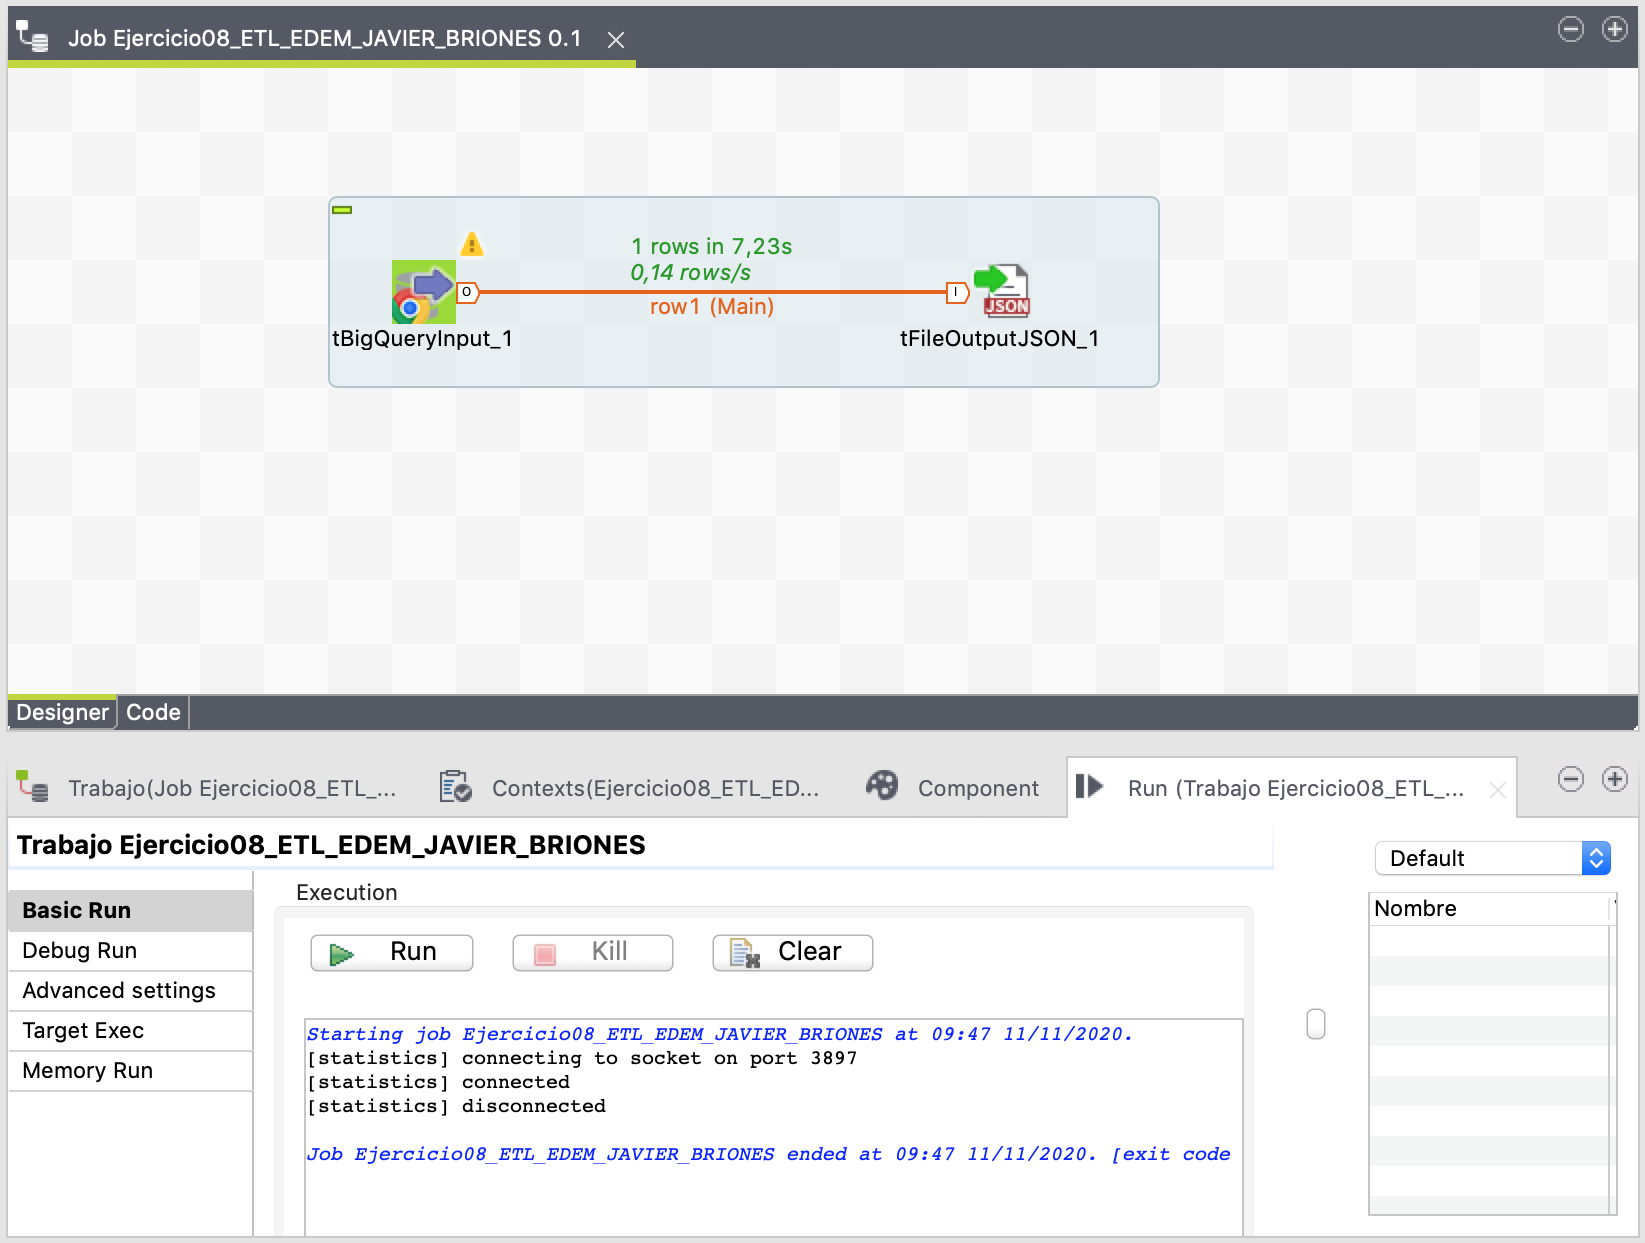 Job Ejercicio08_ETL_EDEM_JAVIER_BRIONES 0.1
1 rows in 7,23s
0,14 rows/s
row1 (Main)
O
I
JSON
tBigQueryInput_1
tFileOutputJSON_1
Designer
Code
Trabajo(Job Ejercicio08_ETL_...
Contexts(Ejercicio08_ETL_ED...
Component
Run (Trabajo Ejercicio08_ETL_...
Trabajo Ejercicio08_ETL_EDEM_JAVIER_BRIONES
Default
Basic Run
Debug Run
Advanced settings
Target Exec
Memory Run
Execution
Run
Kill
Clear
Nombre
Starting job Ejercicio08_ETL_EDEM_JAVIER_BRIONES at 09:47 11/11/2020.
[statistics] connecting to socket on port 3897
[statistics] connected
[statistics] disconnected
Job Ejercicio08_ETL_EDEM_JAVIER_BRIONES ended at 09:47 11/11/2020. [exit code